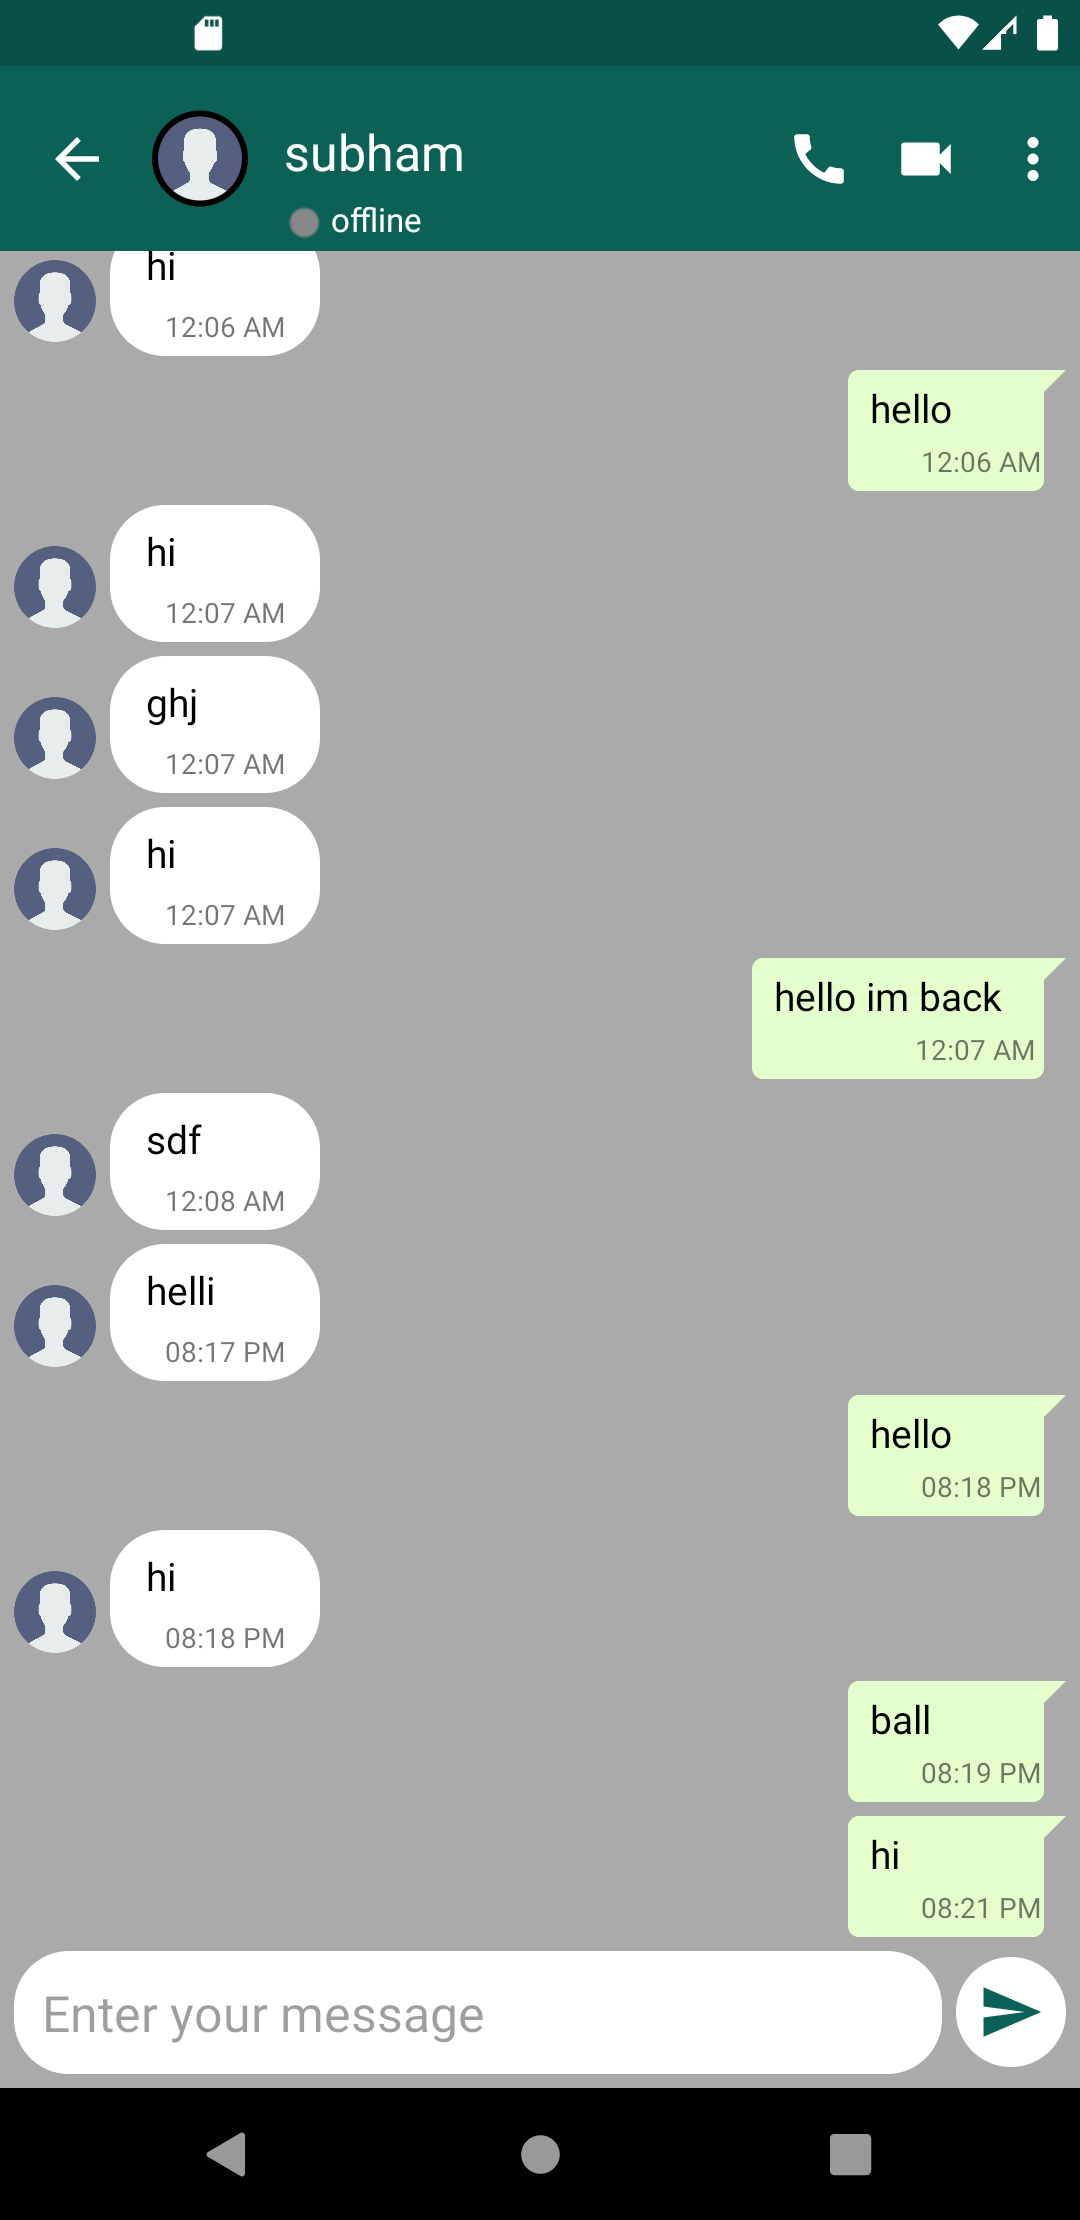 subham
offline
hi
12:06 AM
hello
12:06 AM
hi
12:07 AM
ghj
12:07 AM
hi
12:07 AM
hello im back
12:07 AM
sdf
12:08 AM
helli
08:17 PM
hello
08:18 PM
hi
08:18 PM
ball
08:19 PM
hi
08:21 PM
Enter your message